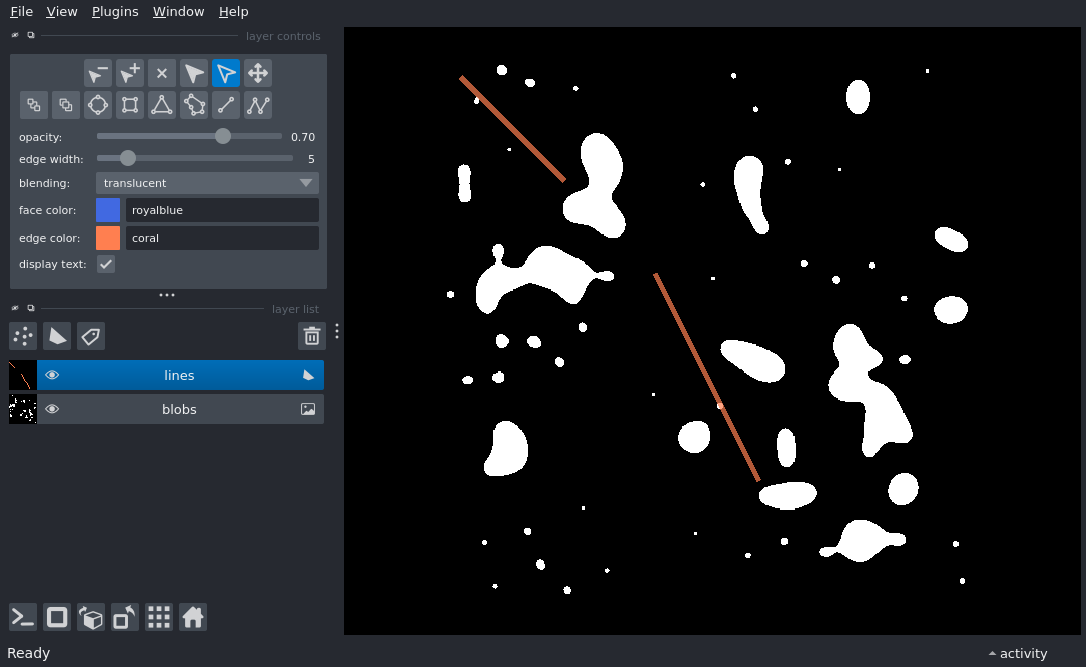 File View Plugins Window Help
layer controls
opacity: 0.70
edge width: 5
blending: translucent
face color: royalblue
edge color: coral
display text:
layer list
lines
blobs
Ready
activity